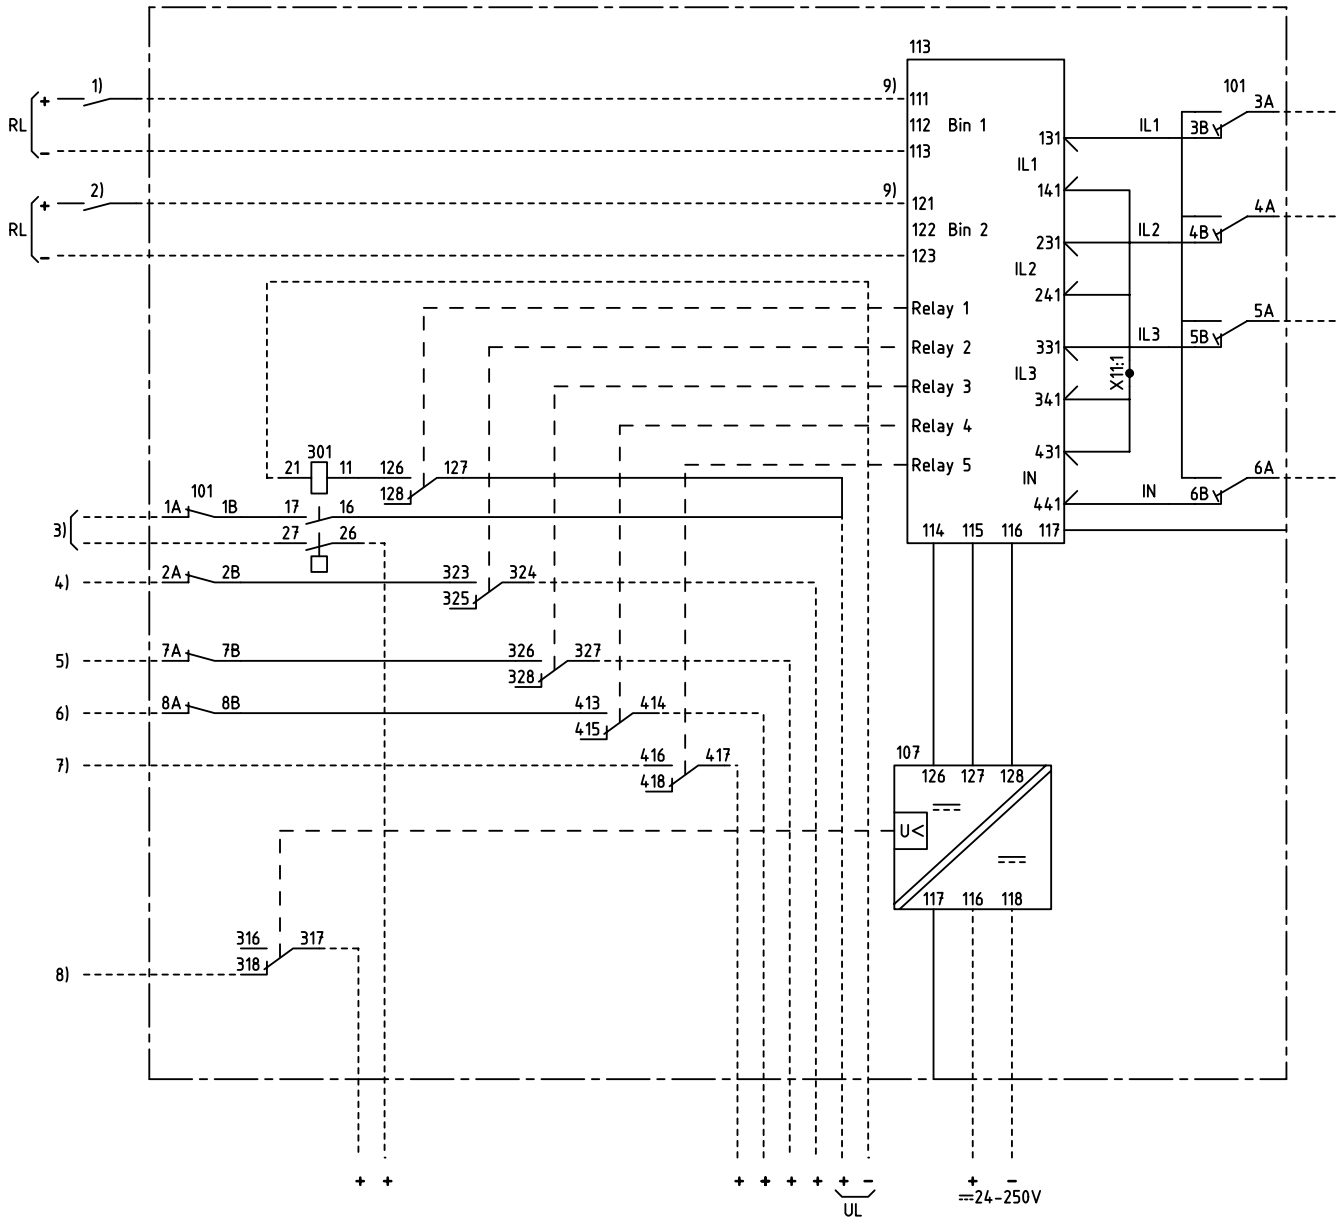 113
1) 9) 111 101 3A
+
RL 112 Bin 1 131 IL1 3B
- 113
IL1
2) 9) 121 141 4A
+
RL 122 Bin 2 231 IL2 4B
- 123
IL2
241
Relay 1 5A
Relay 2 331 IL3 5B
IL3 X11:1
Relay 3 341
Relay 4
431
Relay 5
301 IN 6A
21 11 126 127
128 441 IN 6B
101
1A 1B 17 16
3) 27 26 114 115 116 117
4) 2A 2B 323 324
325
5) 7A 7B 326 327
328
6) 8A 8B 413 414
415
7) 416 417 107
418 126 127 128
U<
117 116 118
316 317
8) 318
+ + + + + + + - + -
UL ⎓24-250V